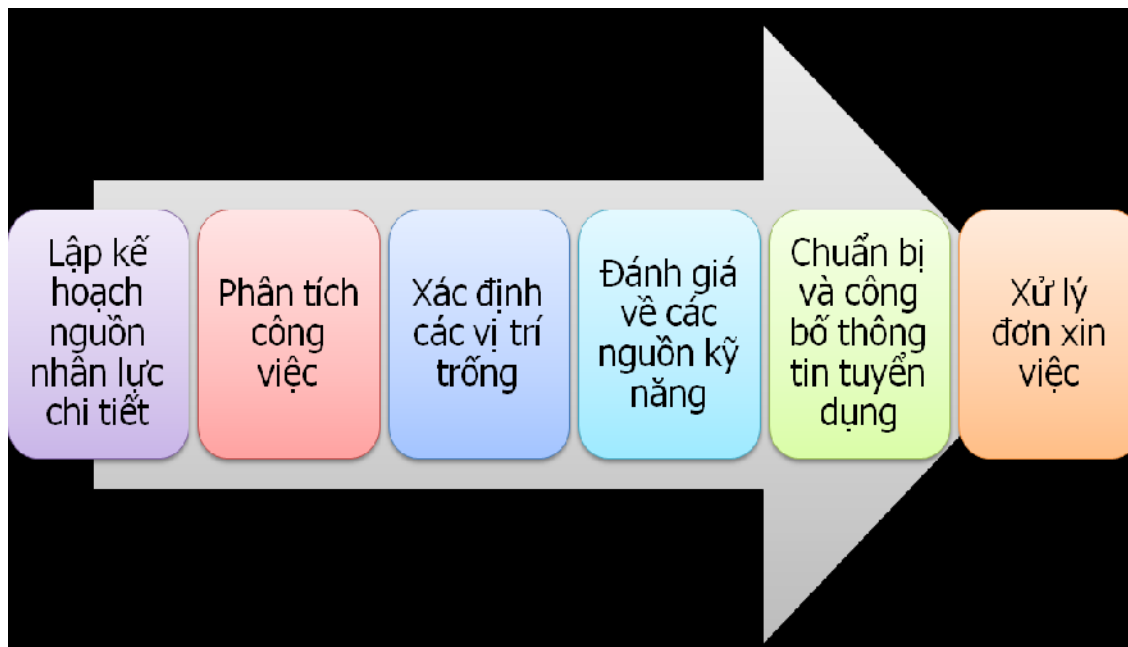 Lập kế
hoạch
nguồn
nhân lực
chi tiết
Phân tích
công
việc
Xác định
các vị trí
trống
Đánh giá
về các
nguồn kỹ
năng
Chuẩn bị
và công
bố thông
tin tuyển
dụng
Xử lý
đơn xin
việc